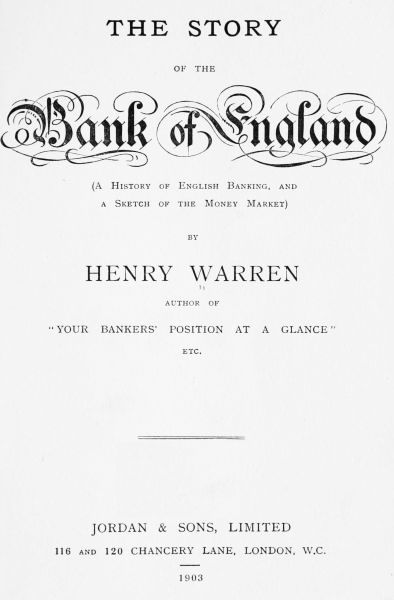 THE STORY
OF THE
Bank of England
(A HISTORY OF ENGLISH BANKING, AND
A SKETCH OF THE MONEY MARKET)
BY
HENRY WARREN
AUTHOR OF
"YOUR BANKERS' POSITION AT A GLANCE"
ETC.
JORDAN & SONS, LIMITED
116 AND 120 CHANCERY LANE, LONDON, W.C.
1903